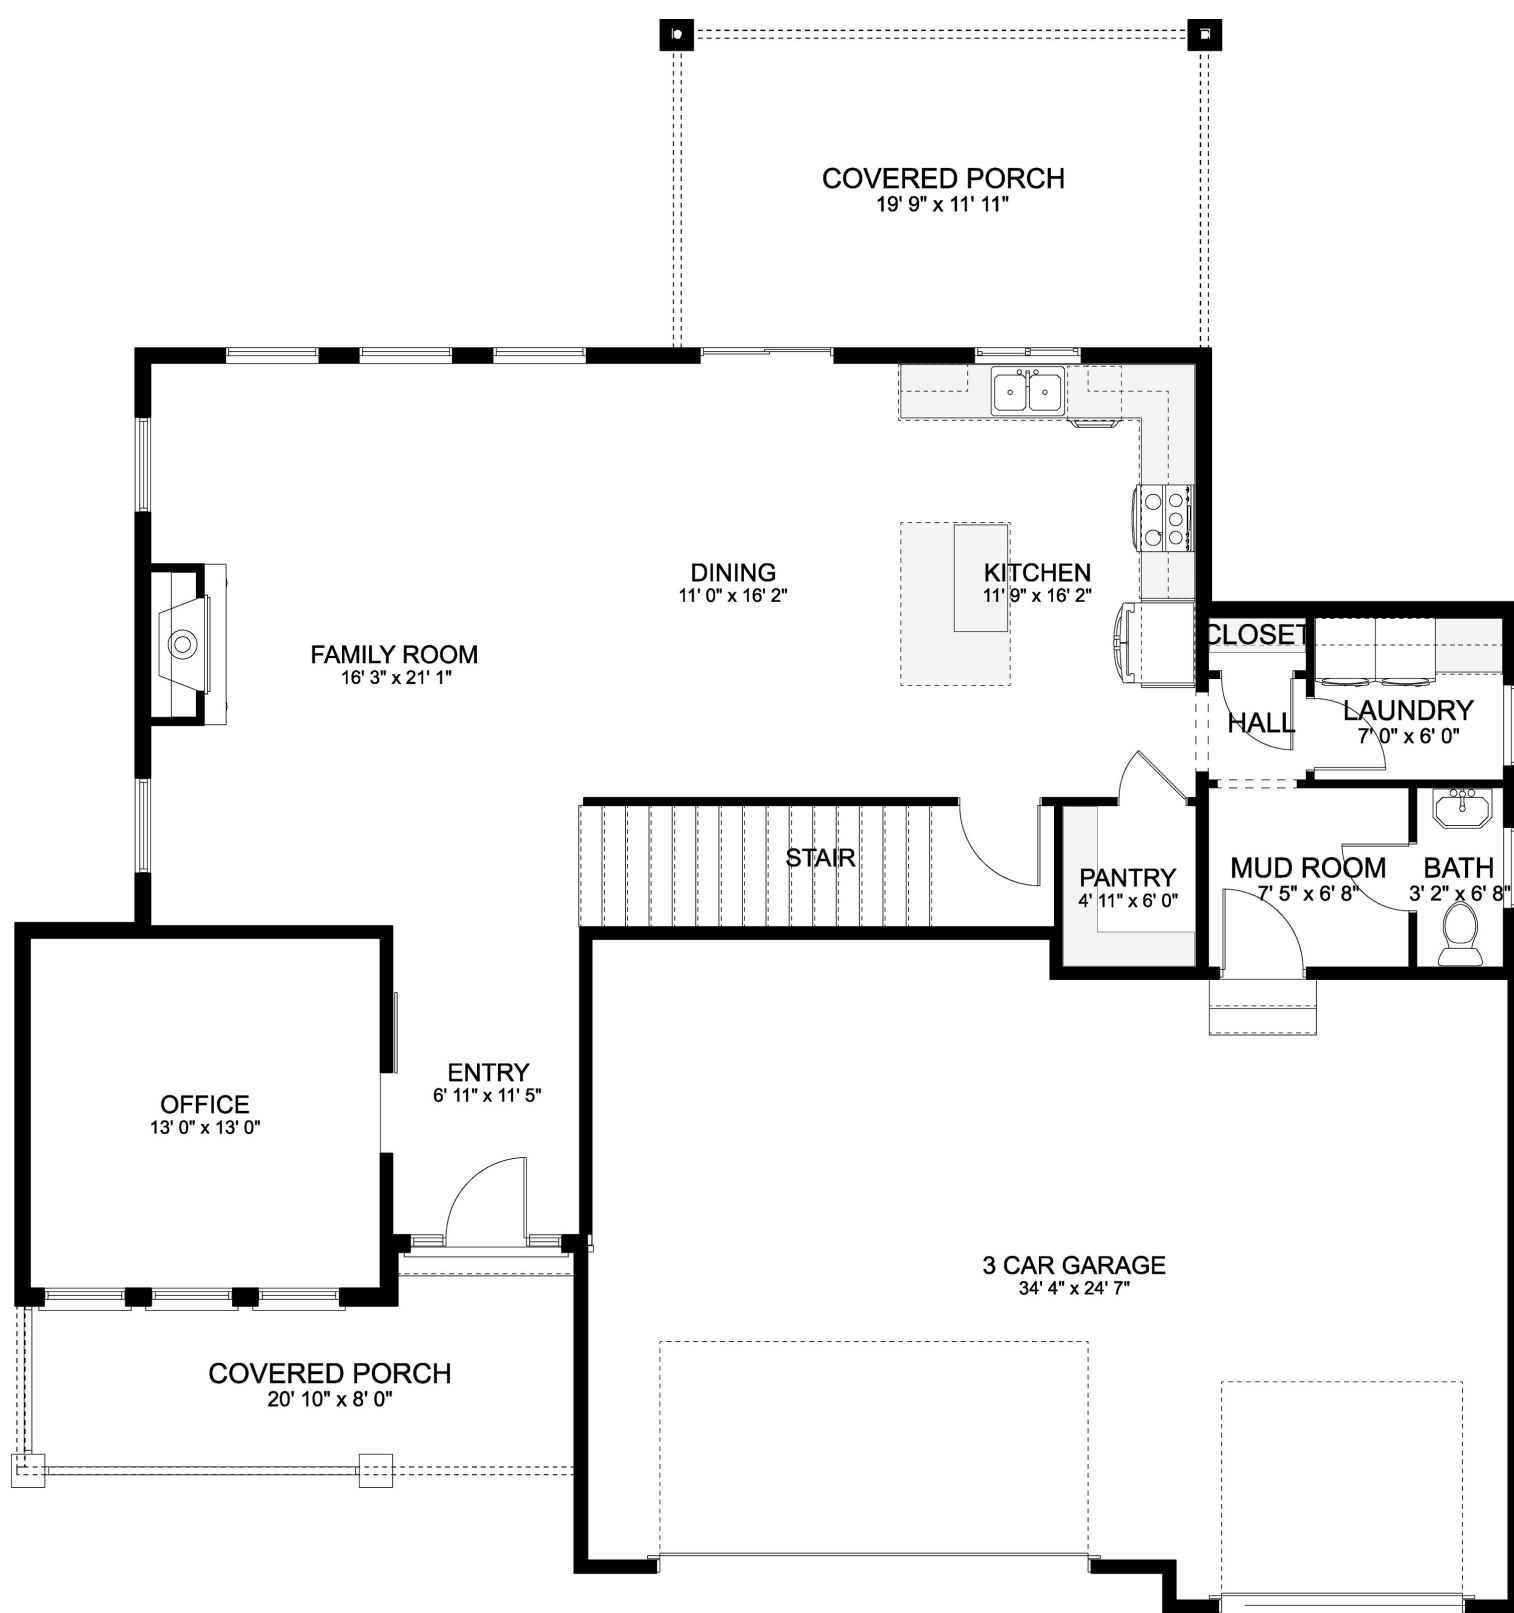 COVERED PORCH
19' 9" x 11' 11"
DINING
11' 0" x 16' 2"
KITCHEN
11' 9" x 16' 2"
FAMILY ROOM
16' 3" x 21' 1"
CLOSET
HALL
LAUNDRY
7' 0" x 6' 0"
STAIR
PANTRY
4' 11" x 6' 0"
MUD ROOM
7' 5" x 6' 8"
BATH
3' 2" x 6' 8"
ENTRY
6' 11" x 11' 5"
OFFICE
13' 0" x 13' 0"
3 CAR GARAGE
34' 4" x 24' 7"
COVERED PORCH
20' 10" x 8' 0"